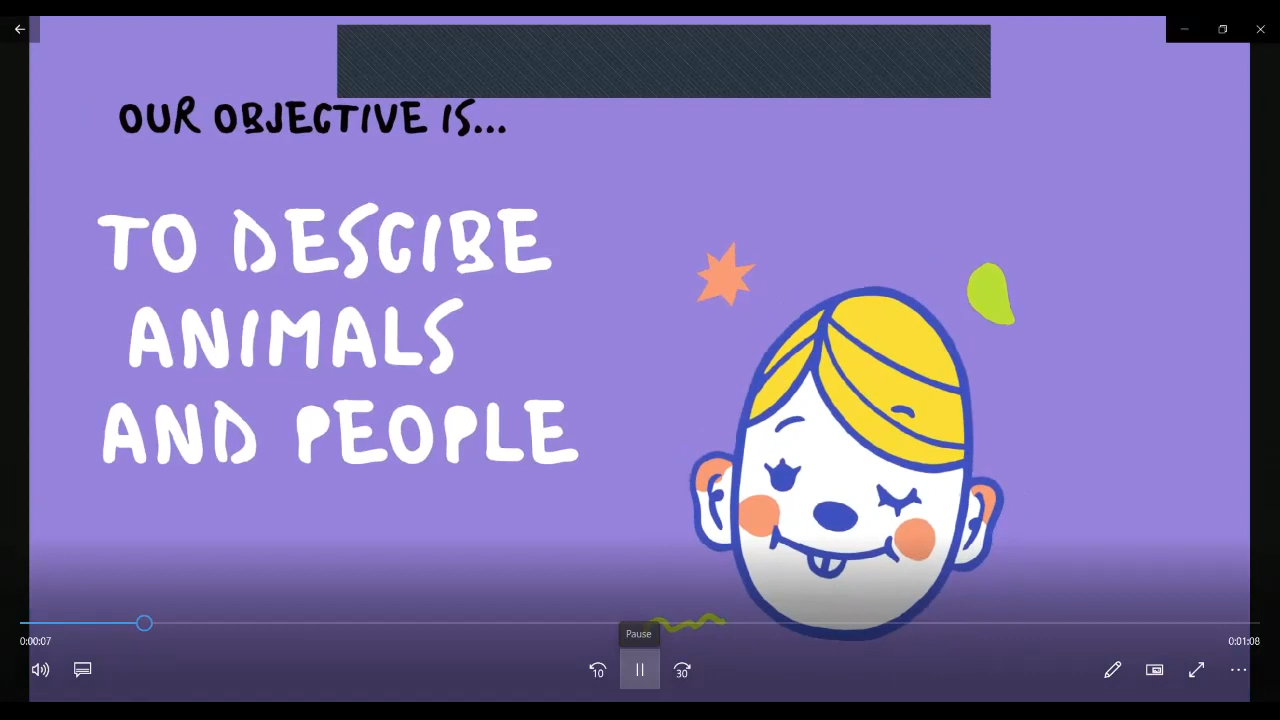 OUR OBJECTIVE IS...
TO DESCIBE
ANIMALS
AND PEOPLE
Pause
0:00:07
0:01:08
10
30